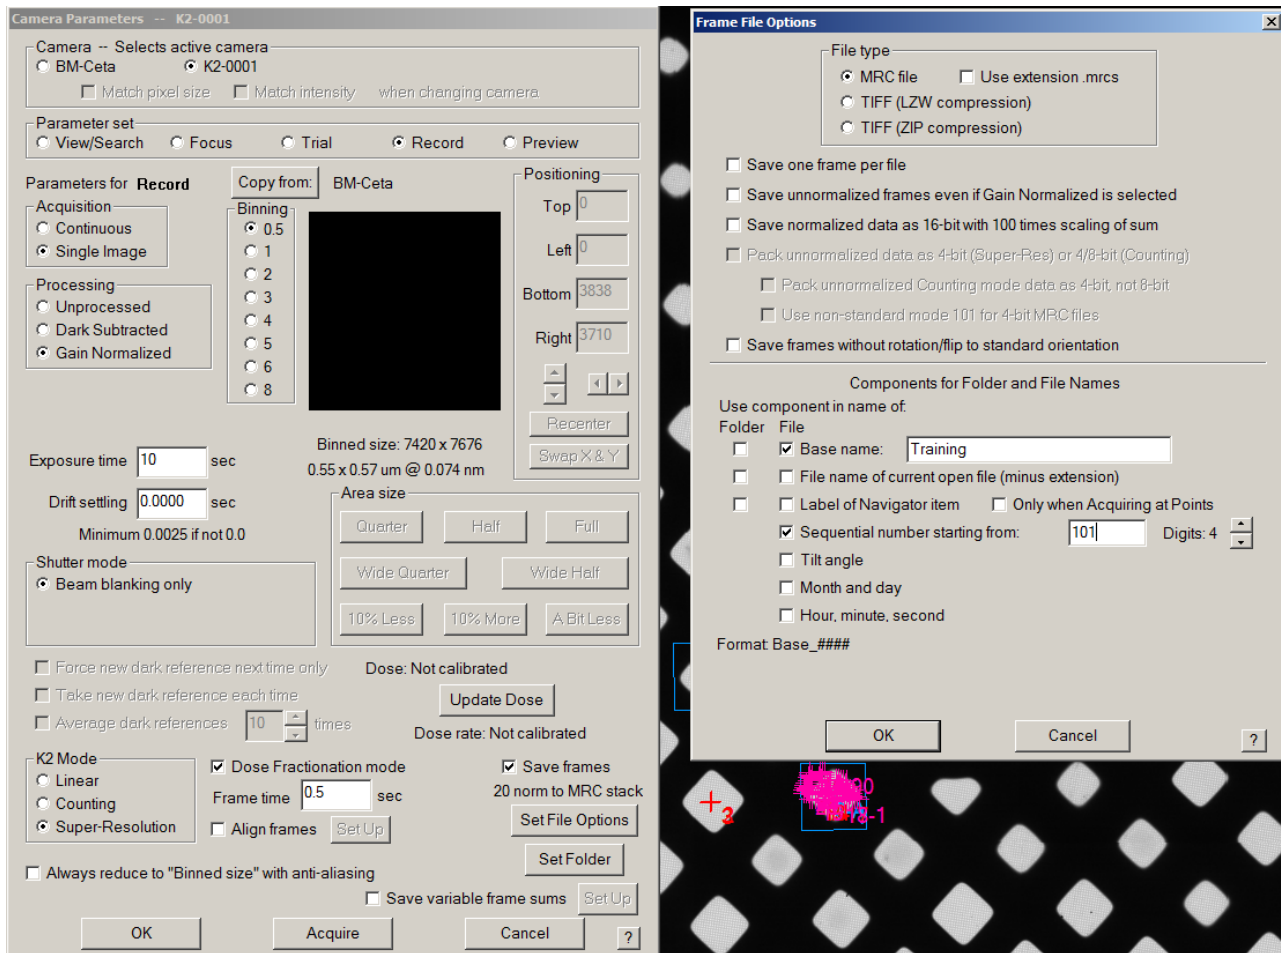 Camera Parameters -- K2-0001
Camera -- Selects active camera
BM-Ceta K2-0001
Match pixel size Match intensity when changing camera
Parameter set
View/Search Focus Trial Record Preview
Parameters for Record Copy from: BM-Ceta
Acquisition
Continuous
Single Image
Processing
Unprocessed
Dark Subtracted
Gain Normalized
Binning
0.5
1
2
3
4
5
6
8
Positioning
Top 0
Left 0
Bottom 3838
Right 3710
Recenter
Swap X & Y
Binned size: 7420 x 7676
0.55 x 0.57 um @ 0.074 nm
Exposure time 10 sec
Drift settling 0.0000 sec
Minimum 0.0025 if not 0.0
Shutter mode
Beam blanking only
Area size
Quarter Half Full
Wide Quarter Wide Half
10% Less 10% More A Bit Less
Force new dark reference next time only
Take new dark reference each time
Average dark references 10 times
Dose: Not calibrated
Update Dose
Dose rate: Not calibrated
K2 Mode
Linear
Counting
Super-Resolution
Dose Fractionation mode
Frame time 0.5 sec
Align frames Set Up
Save frames
20 norm to MRC stack
Set File Options
Set Folder
Always reduce to "Binned size" with anti-aliasing
Save variable frame sums Set Up
OK Acquire Cancel ?
Frame File Options
File type
MRC file Use extension .mrcs
TIFF (LZW compression)
TIFF (ZIP compression)
Save one frame per file
Save unnormalized frames even if Gain Normalized is selected
Save normalized data as 16-bit with 100 times scaling of sum
Pack unnormalized data as 4-bit (Super-Res) or 4/8-bit (Counting)
Pack unnormalized Counting mode data as 4-bit, not 8-bit
Use non-standard mode 101 for 4-bit MRC files
Save frames without rotation/flip to standard orientation
Components for Folder and File Names
Use component in name of:
Folder File
Base name: Training
File name of current open file (minus extension)
Label of Navigator item Only when Acquiring at Points
Sequential number starting from: 101 Digits: 4
Tilt angle
Month and day
Hour, minute, second
Format: Base_####
OK Cancel ?
3